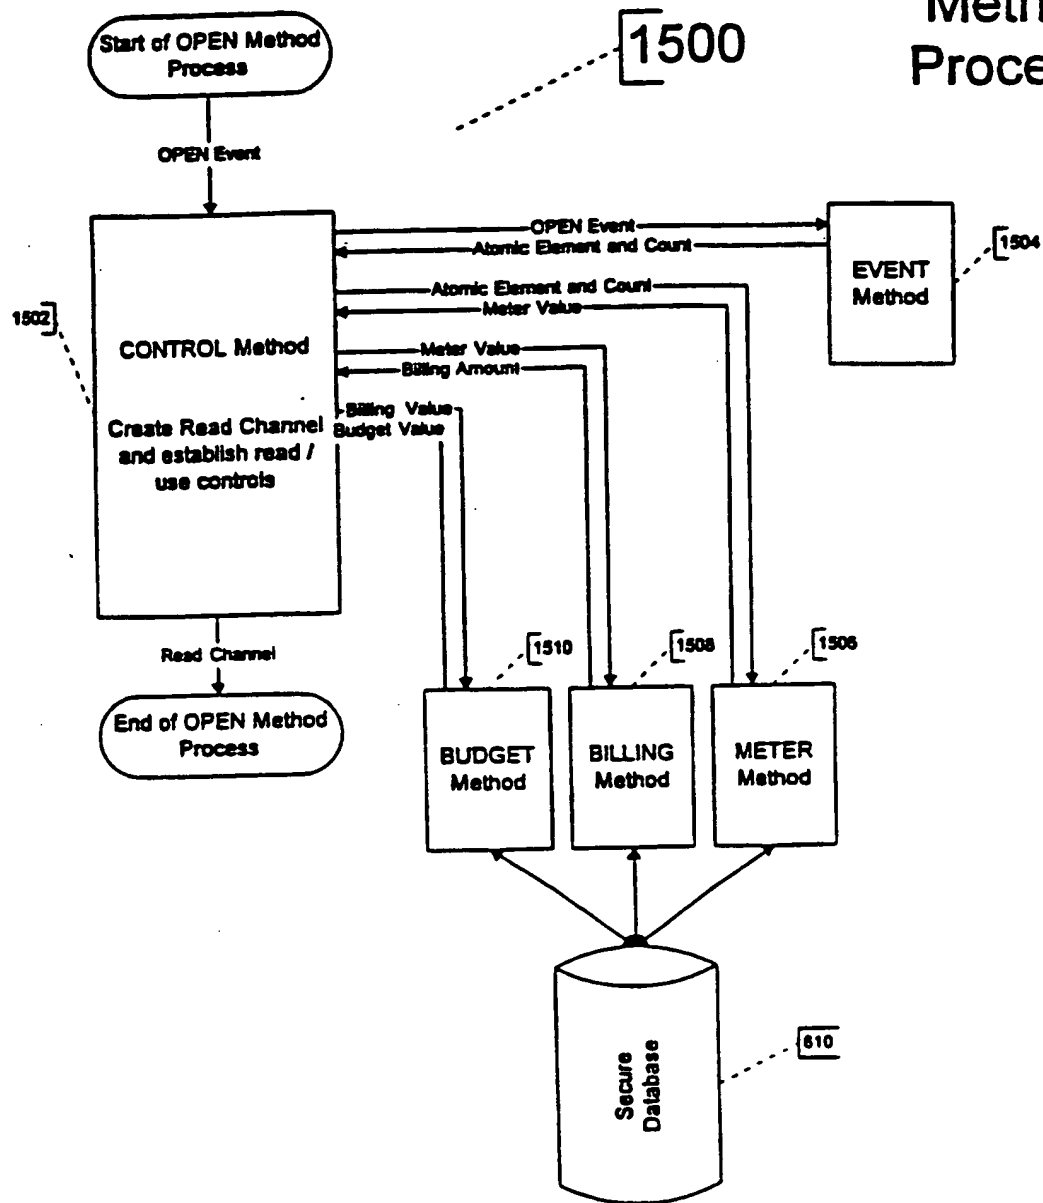 Meth
Proce
1500
Start of OPEN Method
Process
OPEN Event
OPEN Event
Atomic Element and Count
EVENT
Method
1504
Atomic Element and Count
Meter Value
1502
CONTROL Method
Create Read Channel
and establish read /
use controls
Meter Value
Billing Amount
Billing Value
Budget Value
Read Channel
End of OPEN Method
Process
1510
1508
1506
BUDGET
Method
BILLING
Method
METER
Method
Secure
Database
610